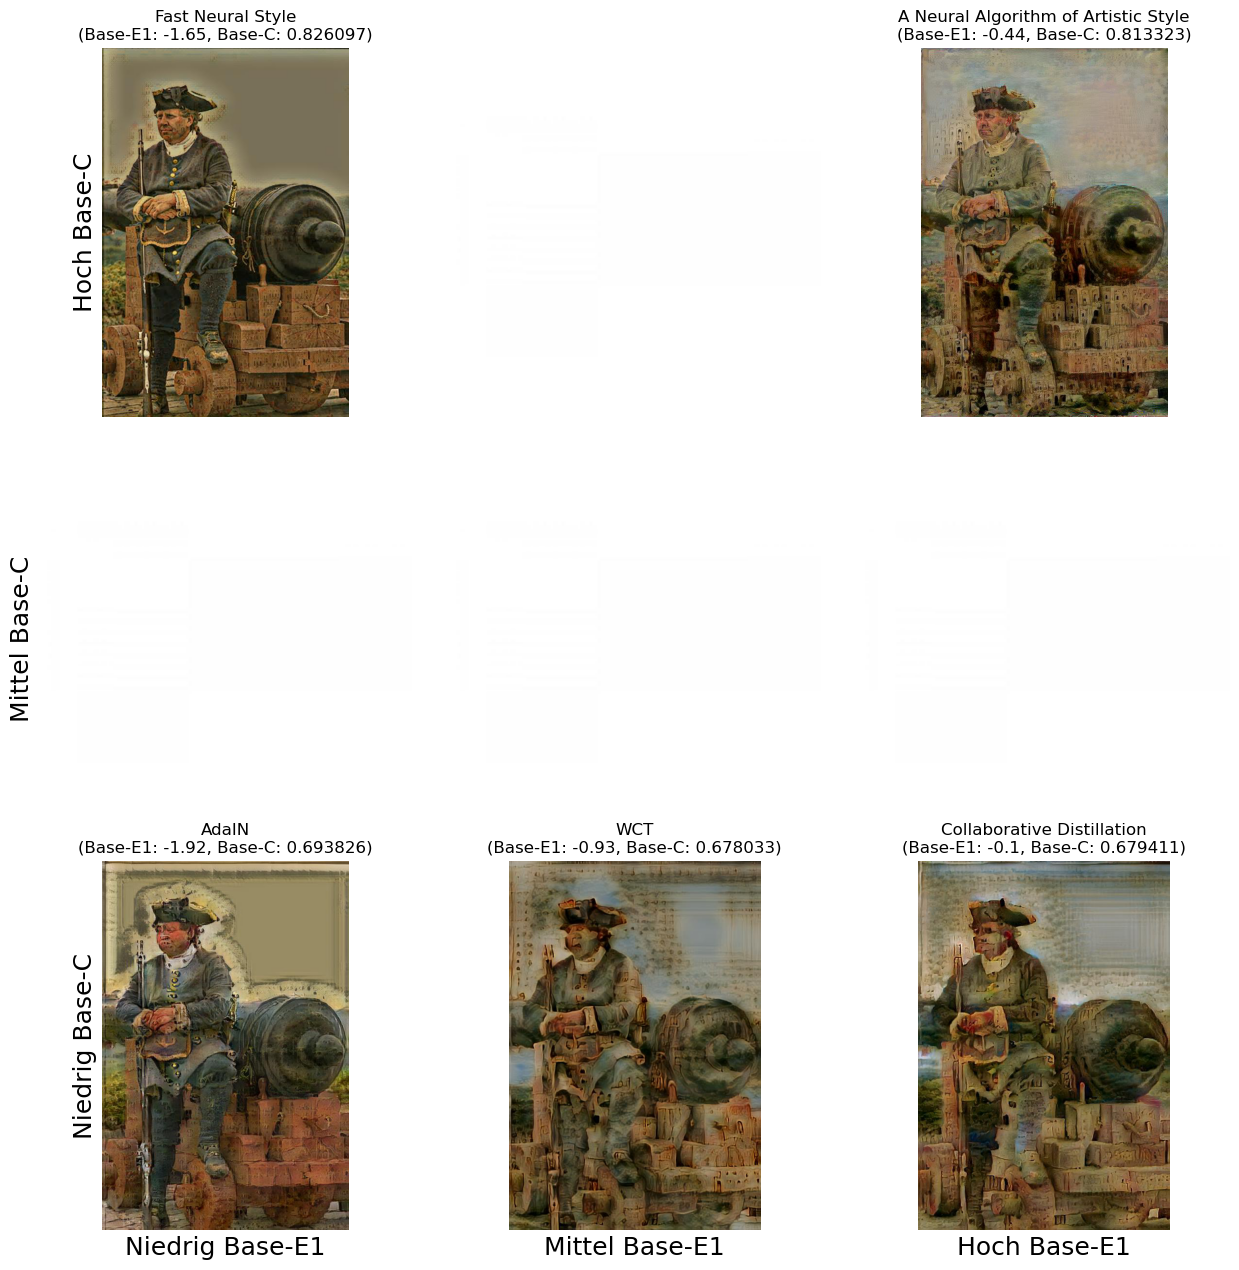 Fast Neural Style
(Base-E1: -1.65, Base-C: 0.826097)
A Neural Algorithm of Artistic Style
(Base-E1: -0.44, Base-C: 0.813323)
Hoch Base-C
Mittel Base-C
AdaIN
(Base-E1: -1.92, Base-C: 0.693826)
WCT
(Base-E1: -0.93, Base-C: 0.678033)
Collaborative Distillation
(Base-E1: -0.1, Base-C: 0.679411)
Niedrig Base-C
Niedrig Base-E1
Mittel Base-E1
Hoch Base-E1